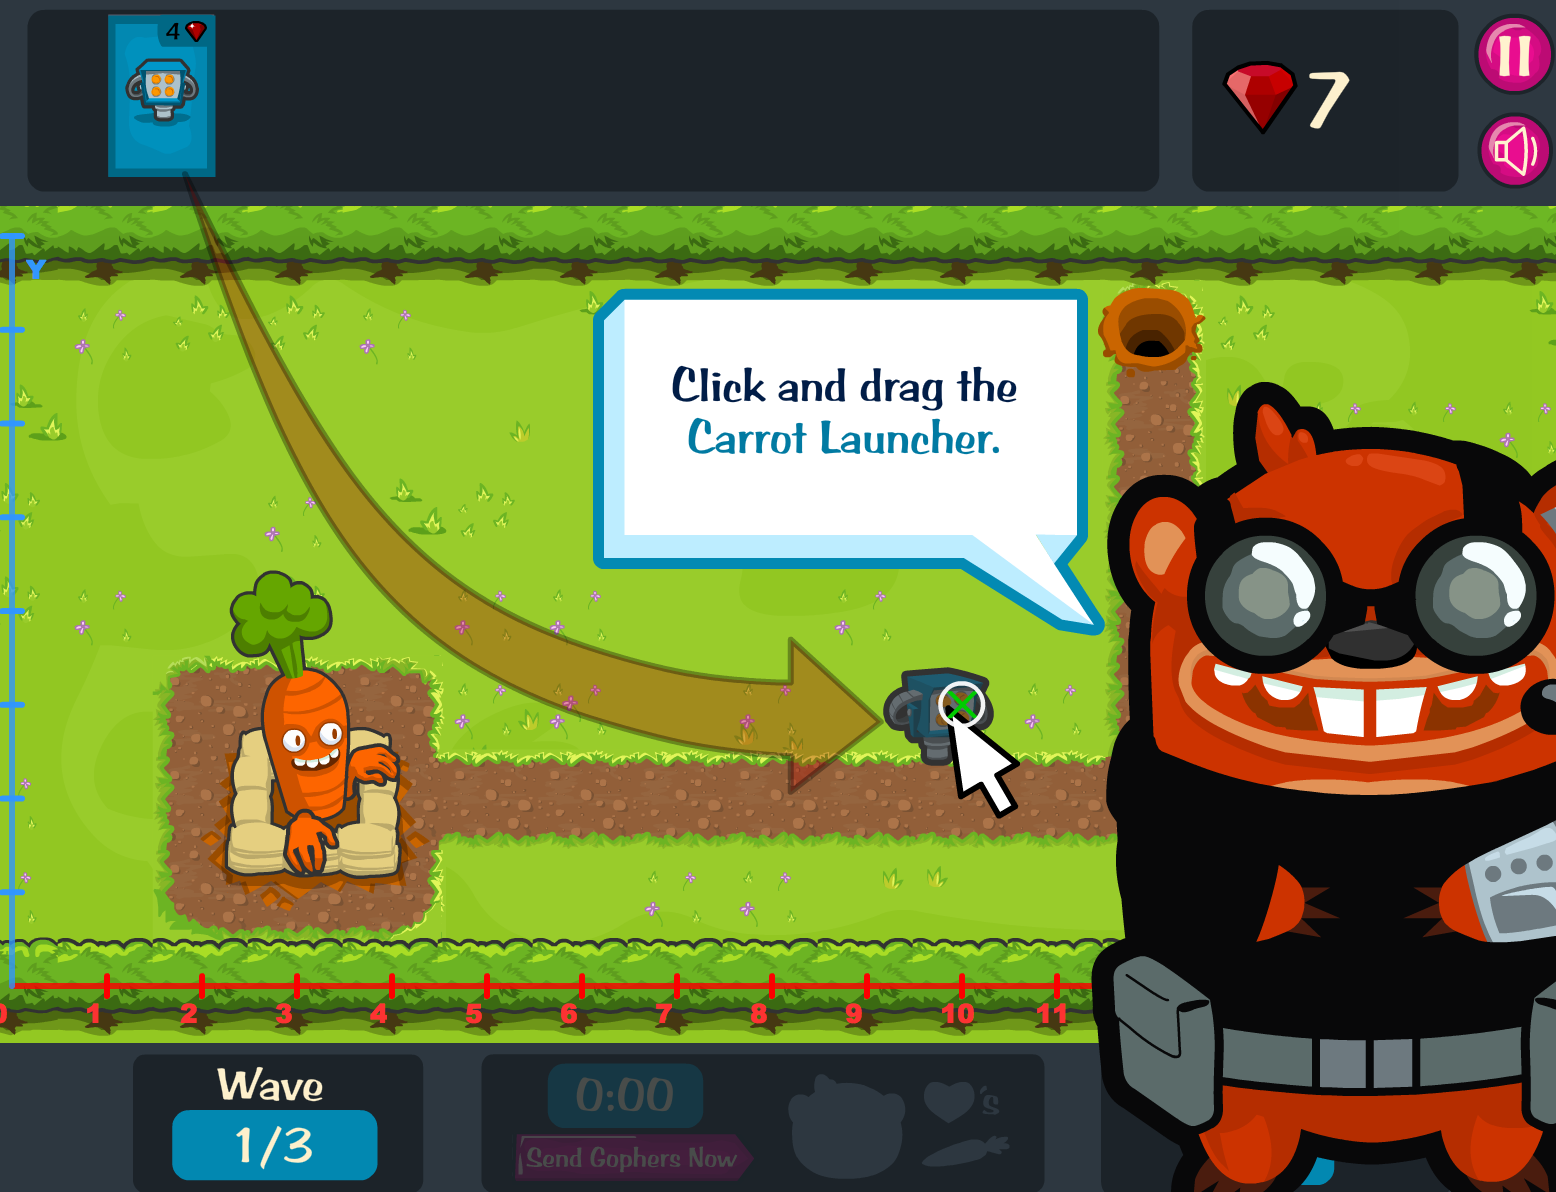 4
7
Y
Click and drag the
Carrot Launcher.
0 1 2 3 4 5 6 7 8 9 10 11
Wave
1/3
0:00
's
Send Gophers Now